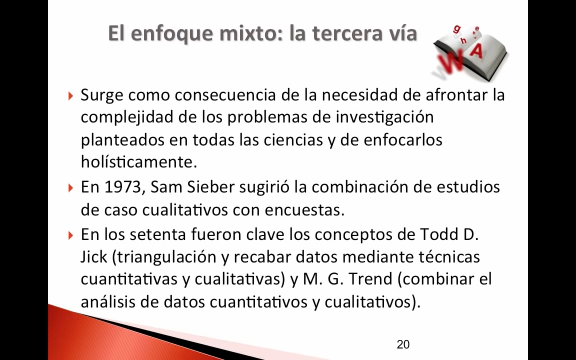 El enfoque mixto: la tercera vía
Surge como consecuencia de la necesidad de afrontar la
complejidad de los problemas de investigación
planteados en todas las ciencias y de enfocarlos
holísticamente.
En 1973, Sam Sieber sugirió la combinación de estudios
de caso cualitativos con encuestas.
En los setenta fueron clave los conceptos de Todd D.
Jick (triangulación y recabar datos mediante técnicas
cuantitativas y cualitativas) y M. G. Trend (combinar el
análisis de datos cuantitativos y cualitativos).
20